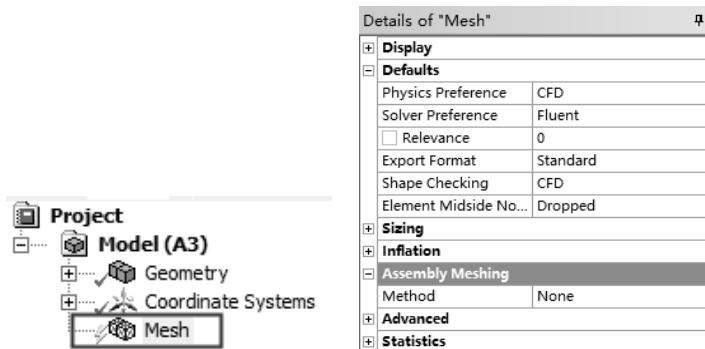 Project
Model (A3)
Geometry
Coordinate Systems
Mesh
Details of "Mesh"
Display
Defaults
Physics Preference CFD
Solver Preference Fluent
Relevance 0
Export Format Standard
Shape Checking CFD
Element Midside No... Dropped
Sizing
Inflation
Assembly Meshing
Method None
Advanced
Statistics